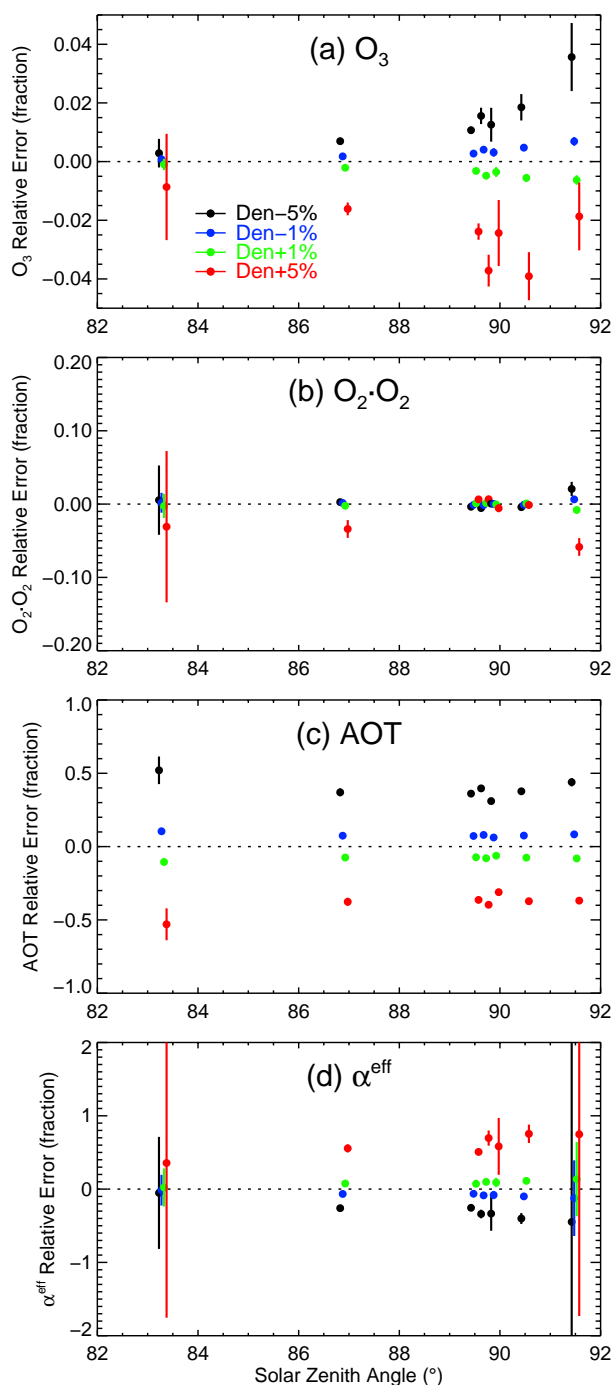 (a) O₃
O₃ Relative Error (fraction)
0.04
0.02
0.00
−0.02
−0.04
Den−5%
Den−1%
Den+1%
Den+5%
82 84 86 88 90 92
(b) O₂·O₂
O₂·O₂ Relative Error (fraction)
0.20
0.10
0.00
−0.10
−0.20
82 84 86 88 90 92
(c) AOT
AOT Relative Error (fraction)
1.0
0.5
0.0
−0.5
−1.0
82 84 86 88 90 92
(d) αᵉᶠᶠ
αᵉᶠᶠ Relative Error (fraction)
2
1
0
−1
−2
82 84 86 88 90 92
Solar Zenith Angle (°)